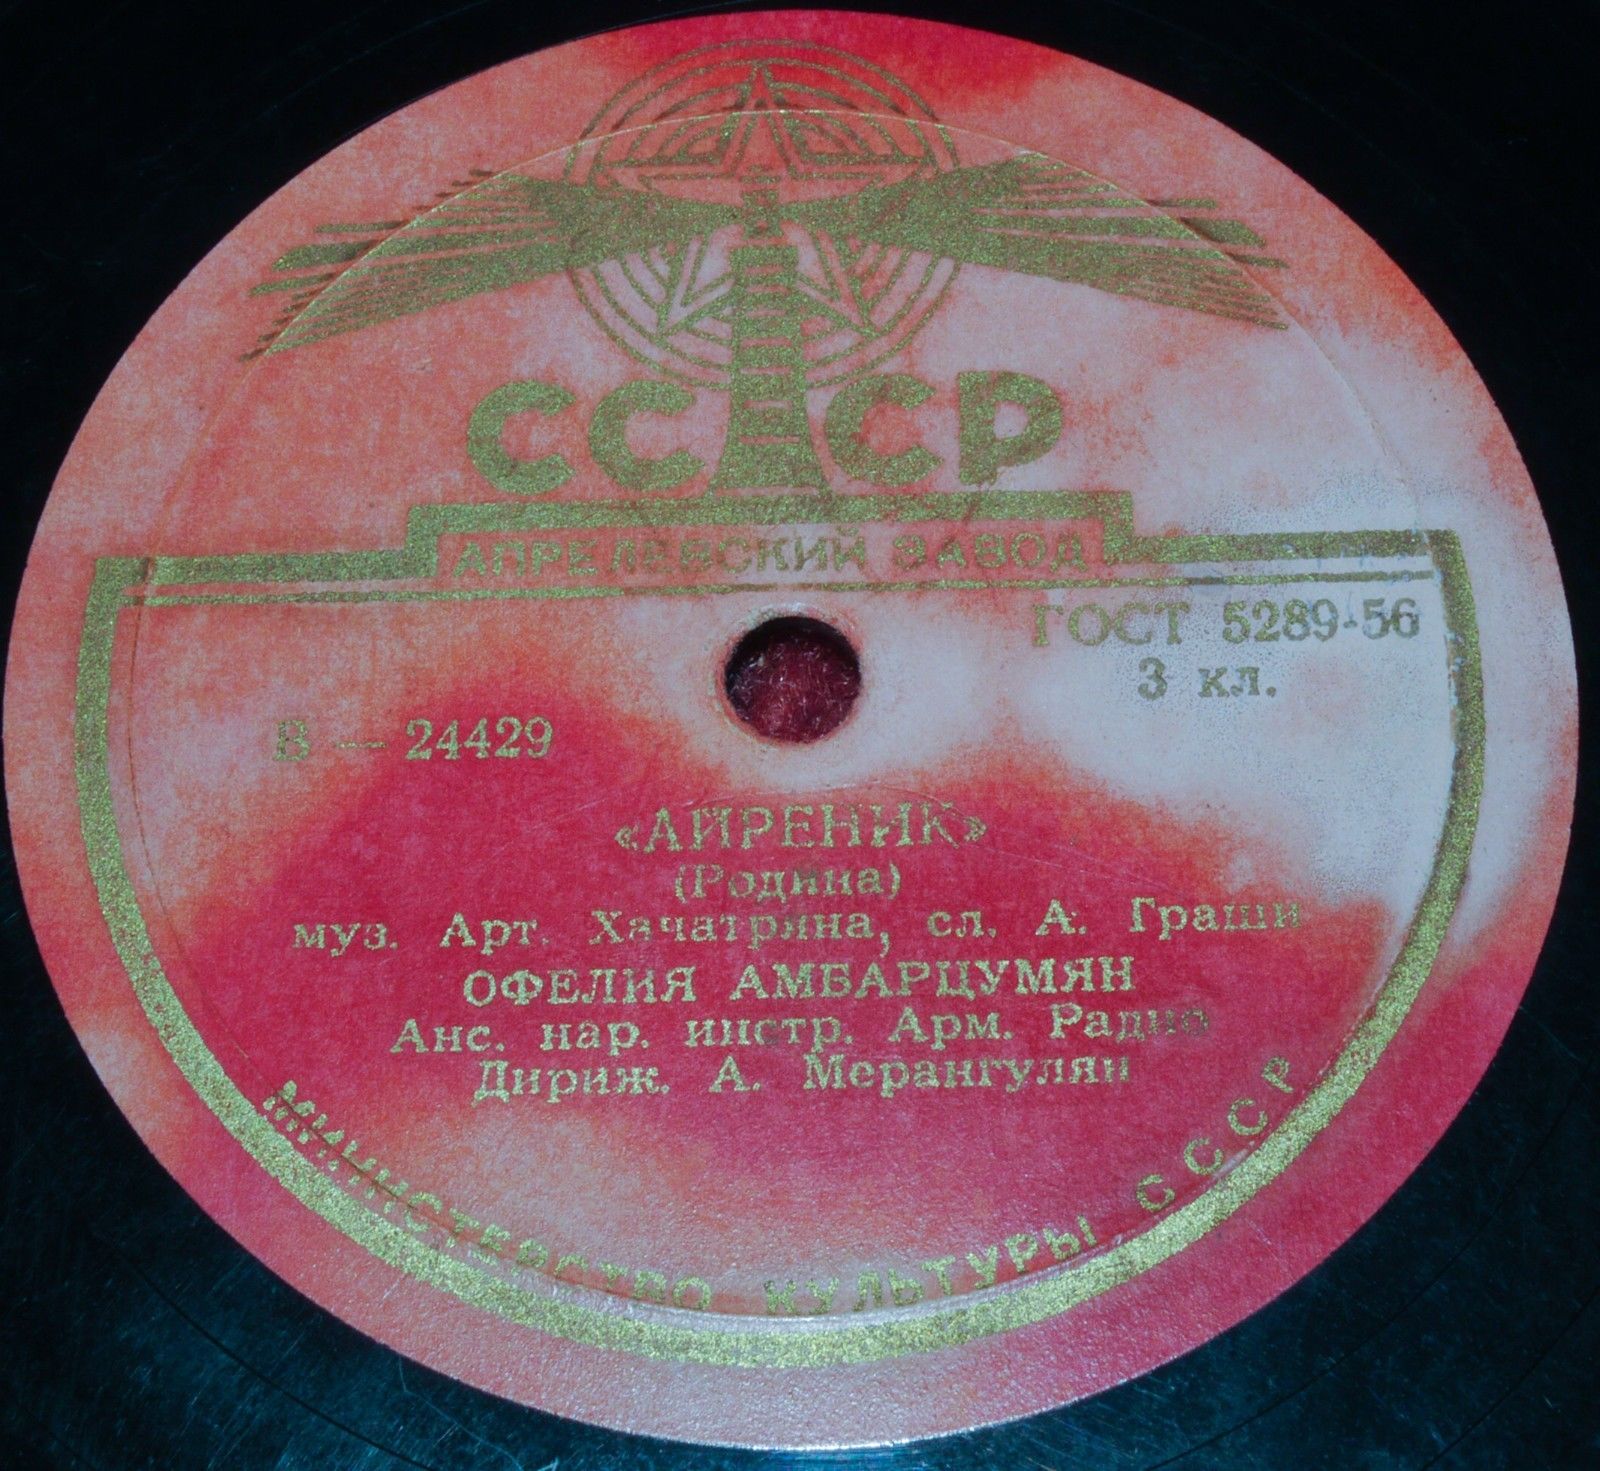 СССР
АПРЕЛЕВСКИЙ ЗАВОД
ГОСТ 5289-56
3 кл.
В — 24429
«АЙРЕНИК»
(Родина)
муз. Арт. Хачатряна, сл. А. Граши
ОФЕЛИЯ АМБАРЦУМЯН
Анс. нар. инстр. Арм. Радио
Дириж. А. Мерангулян
МИНИСТЕРСТВО КУЛЬТУРЫ СССР